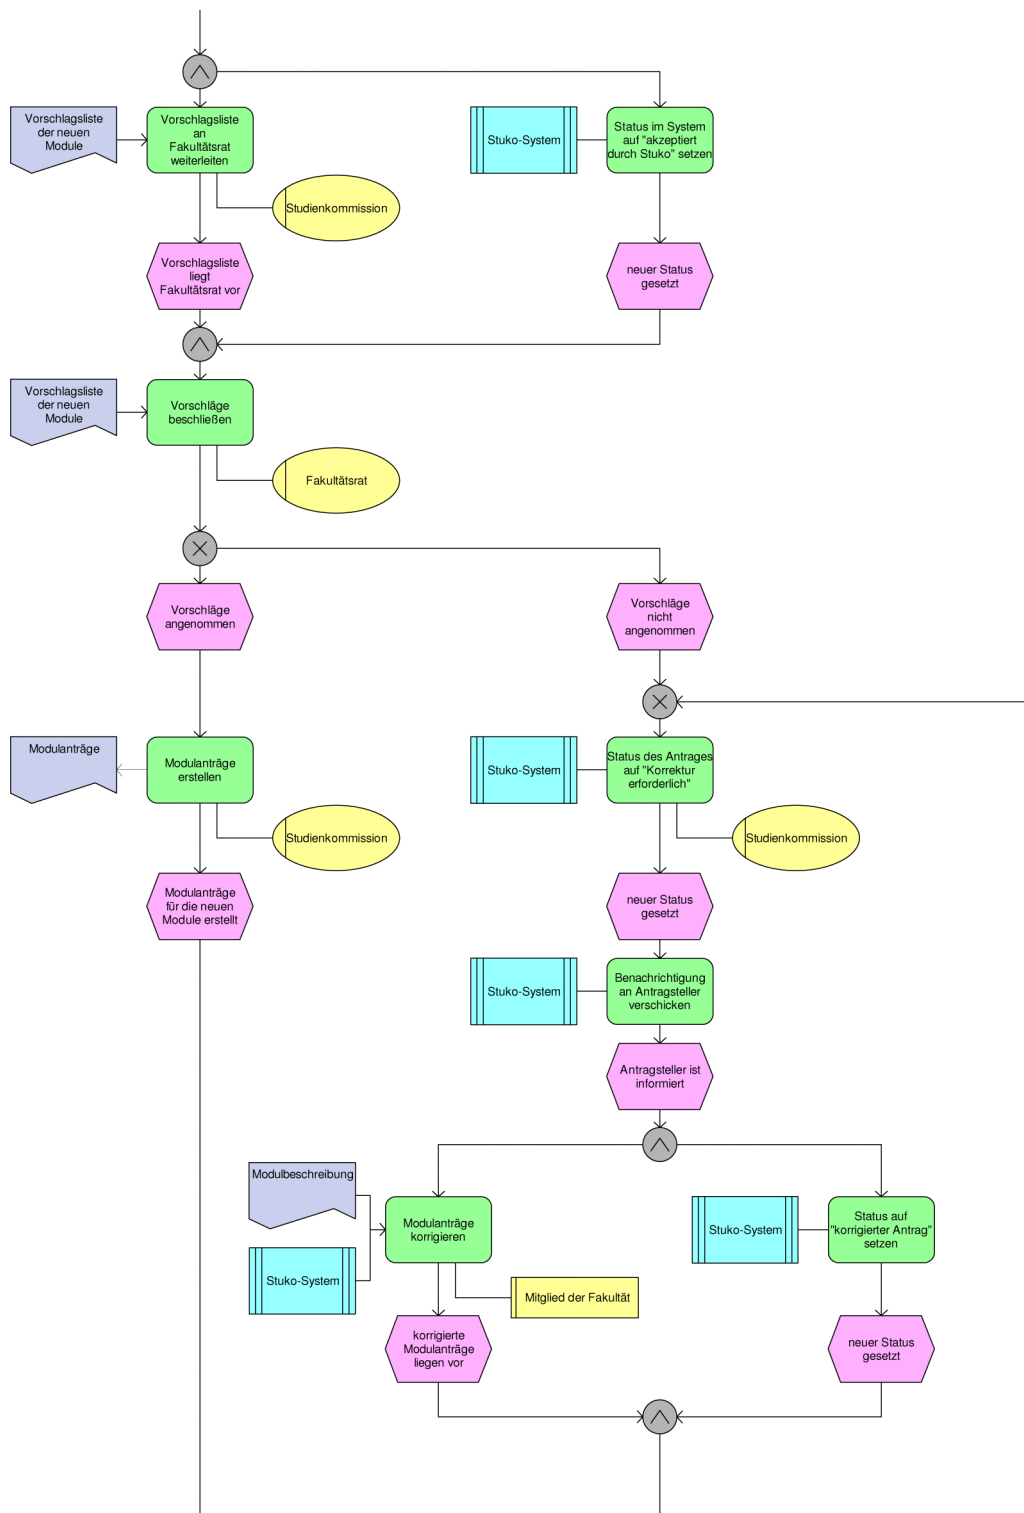 Vorschlagsliste
der neuen
Module
Vorschlagsliste
an
Fakultätsrat
weiterleiten
Stuko-System
Status im System
auf "akzeptiert
durch Stuko" setzen
Studienkommission
Vorschlagsliste
liegt
Fakultätsrat vor
neuer Status
gesetzt
Vorschlagsliste
der neuen
Module
Vorschläge
beschließen
Fakultätsrat
Vorschläge
angenommen
Vorschläge
nicht
angenommen
Modulanträge
Modulanträge
erstellen
Stuko-System
Status des Antrages
auf "Korrektur
erforderlich"
Studienkommission
Studienkommission
Modulanträge
für die neuen
Module erstellt
neuer Status
gesetzt
Stuko-System
Benachrichtigung
an Antragsteller
verschicken
Antragsteller ist
informiert
Modulbeschreibung
Modulanträge
korrigieren
Stuko-System
Status auf
"korrigierter Antrag"
setzen
Stuko-System
Mitglied der Fakultät
korrigierte
Modulanträge
liegen vor
neuer Status
gesetzt